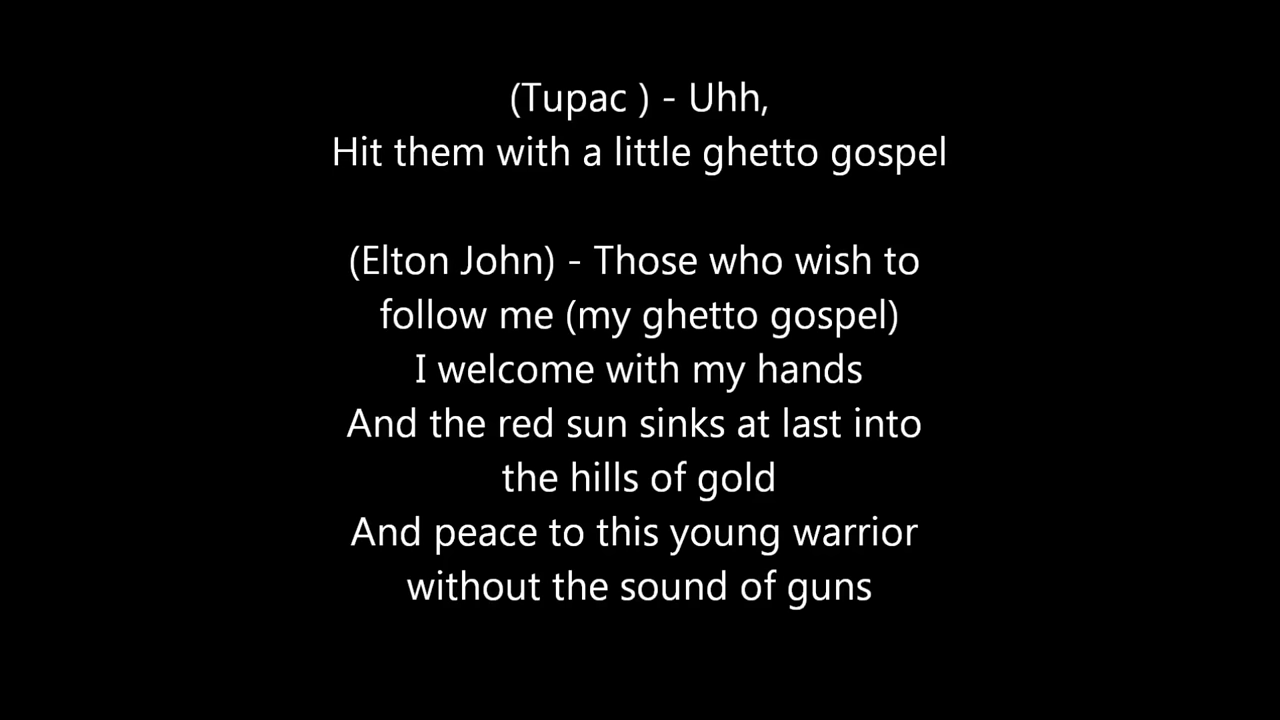 (Tupac ) - Uhh,
Hit them with a little ghetto gospel
(Elton John) - Those who wish to
follow me (my ghetto gospel)
I welcome with my hands
And the red sun sinks at last into
the hills of gold
And peace to this young warrior
without the sound of guns